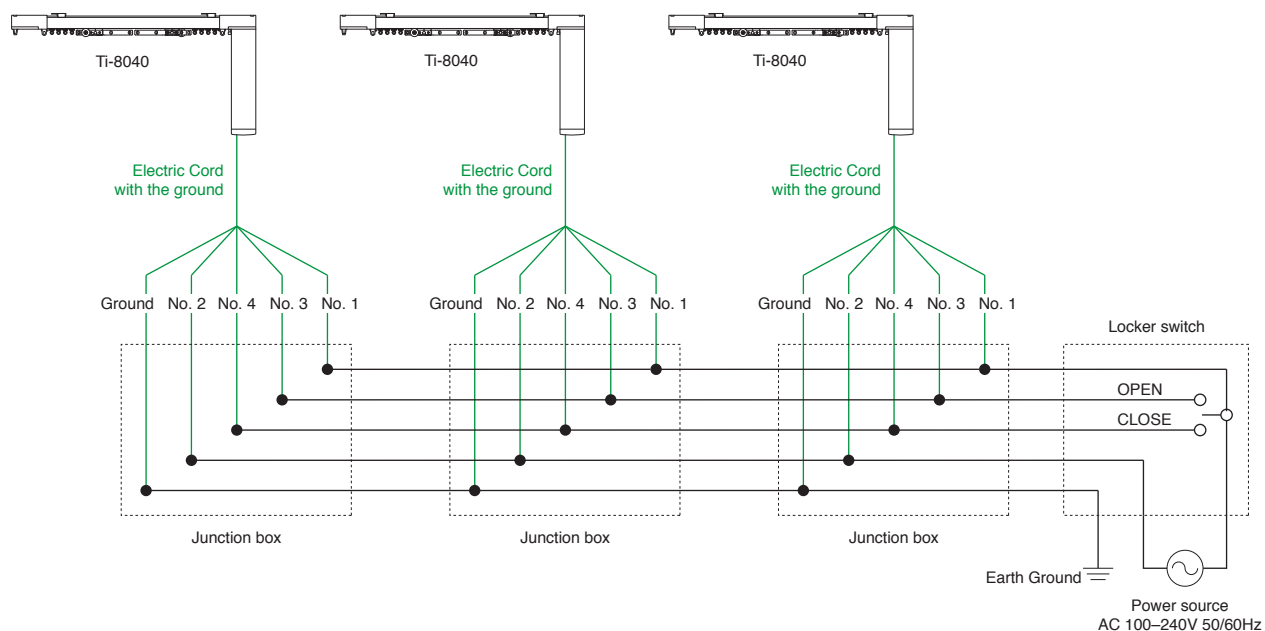 Ti-8040
Ti-8040
Ti-8040
Electric Cord
with the ground
Electric Cord
with the ground
Electric Cord
with the ground
Ground No. 2 No. 4 No. 3 No. 1
Ground No. 2 No. 4 No. 3 No. 1
Ground No. 2 No. 4 No. 3 No. 1
Locker switch
OPEN
CLOSE
Junction box
Junction box
Junction box
Earth Ground
Power source
AC 100–240V 50/60Hz